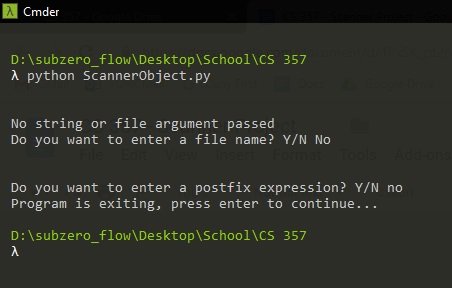 λ Cmder
D:\subzero_flow\Desktop\School\CS 357
λ python ScannerObject.py
No string or file argument passed
Do you want to enter a file name? Y/N No
Do you want to enter a postfix expression? Y/N no
Program is exiting, press enter to continue...
D:\subzero_flow\Desktop\School\CS 357
λ